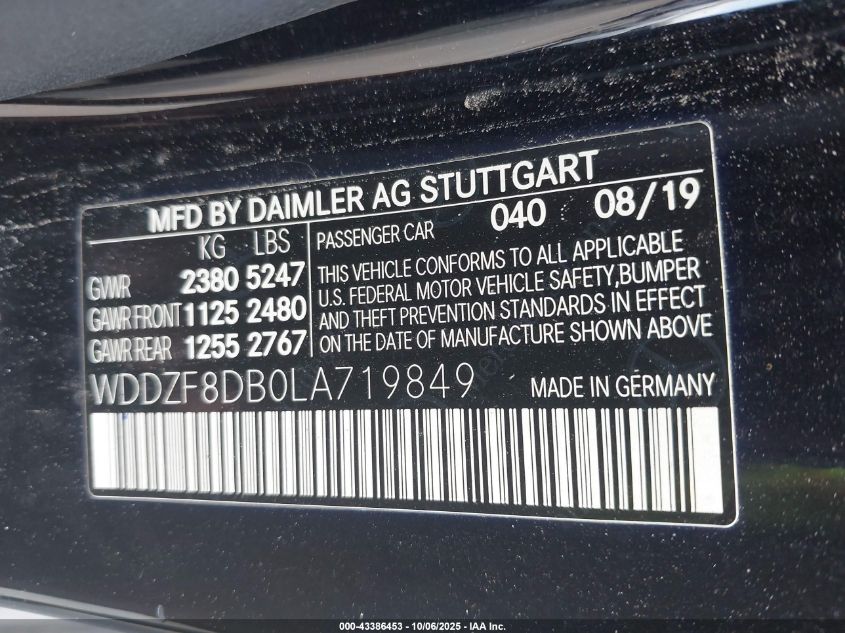 MFD BY DAIMLER AG STUTTGART
KG LBS
GVWR 2380 5247
GAWR FRONT 1125 2480
GAWR REAR 1255 2767
PASSENGER CAR 040 08/19
THIS VEHICLE CONFORMS TO ALL APPLICABLE
U.S. FEDERAL MOTOR VEHICLE SAFETY,BUMPER
AND THEFT PREVENTION STANDARDS IN EFFECT
ON THE DATE OF MANUFACTURE SHOWN ABOVE
WDDZF8DB0LA719849 MADE IN GERMANY
000-43386453 - 10/06/2025 - IAA Inc.